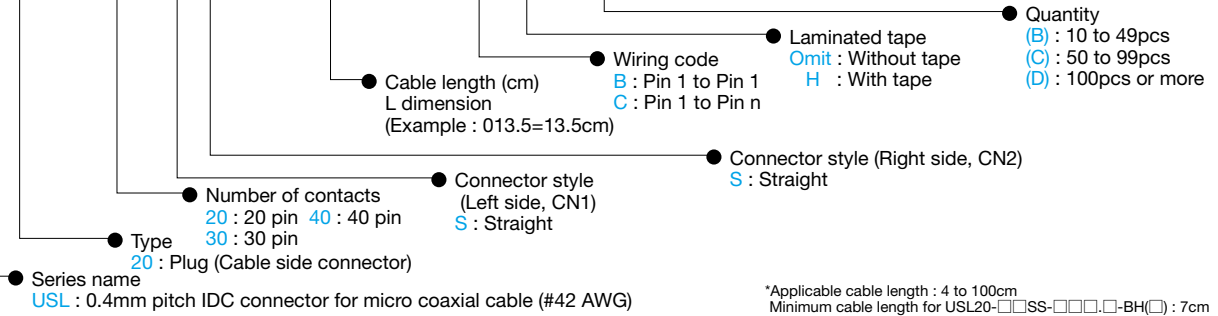 Quantity
(B) : 10 to 49pcs
(C) : 50 to 99pcs
(D) : 100pcs or more
Laminated tape
Omit : Without tape
H : With tape
Wiring code
B : Pin 1 to Pin 1
C : Pin 1 to Pin n
Cable length (cm)
L dimension
(Example : 013.5=13.5cm)
Connector style (Right side, CN2)
S : Straight
Connector style
(Left side, CN1)
S : Straight
Number of contacts
20 : 20 pin 40 : 40 pin
30 : 30 pin
Type
20 : Plug (Cable side connector)
Series name
USL : 0.4mm pitch IDC connector for micro coaxial cable (#42 AWG)
*Applicable cable length : 4 to 100cm
Minimum cable length for USL20-□□SS-□□□.□-BH(□) : 7cm